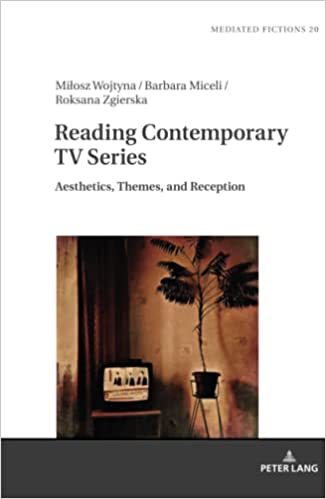 MEDIATED FICTIONS 20
Miłosz Wojtyna / Barbara Miceli /
Roksana Zgierska
Reading Contemporary
TV Series
Aesthetics, Themes, and Reception
PETER LANG